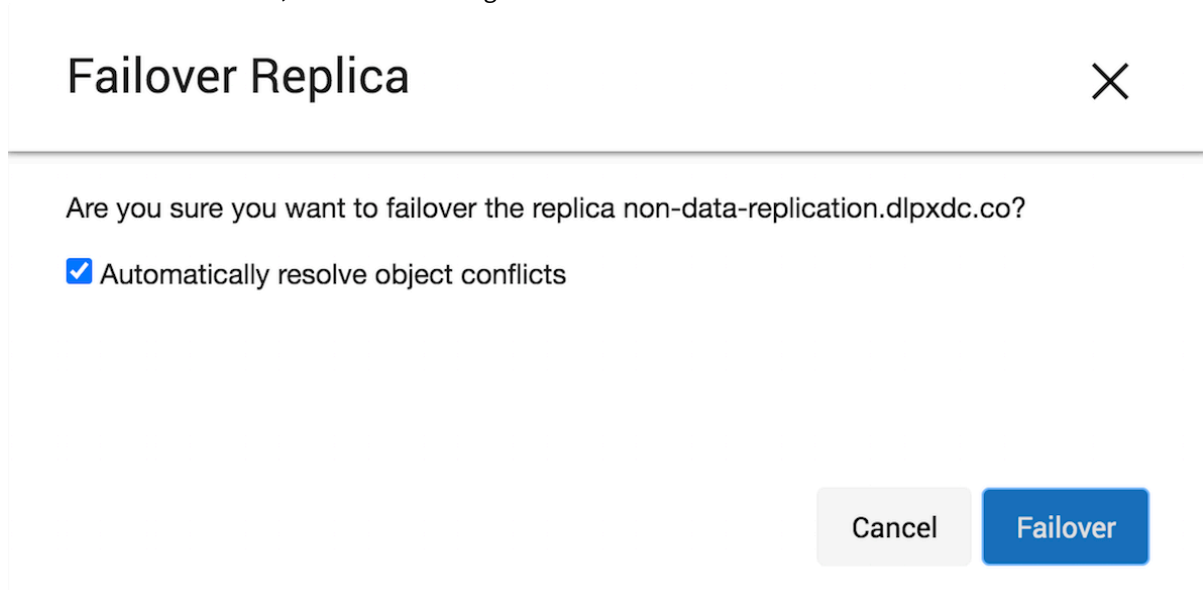 Failover Replica
Are you sure you want to failover the replica non-data-replication.dlpxdc.co?
Automatically resolve object conflicts
Cancel Failover